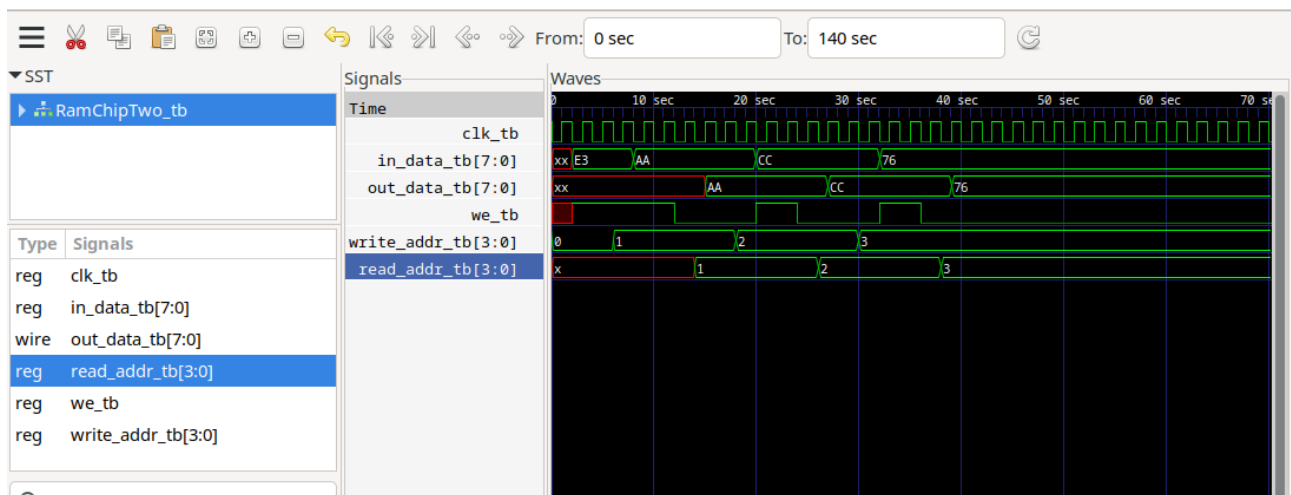 From: 0 sec To: 140 sec
SST
RamChipTwo_tb
Type Signals
reg clk_tb
reg in_data_tb[7:0]
wire out_data_tb[7:0]
reg read_addr_tb[3:0]
reg we_tb
reg write_addr_tb[3:0]
Signals
Time
clk_tb
in_data_tb[7:0]
out_data_tb[7:0]
we_tb
write_addr_tb[3:0]
read_addr_tb[3:0]
Waves
0 10 sec 20 sec 30 sec 40 sec 50 sec 60 sec 70 se
xx E3 AA CC 76
xx AA CC 76
0 1 2 3
x 1 2 3